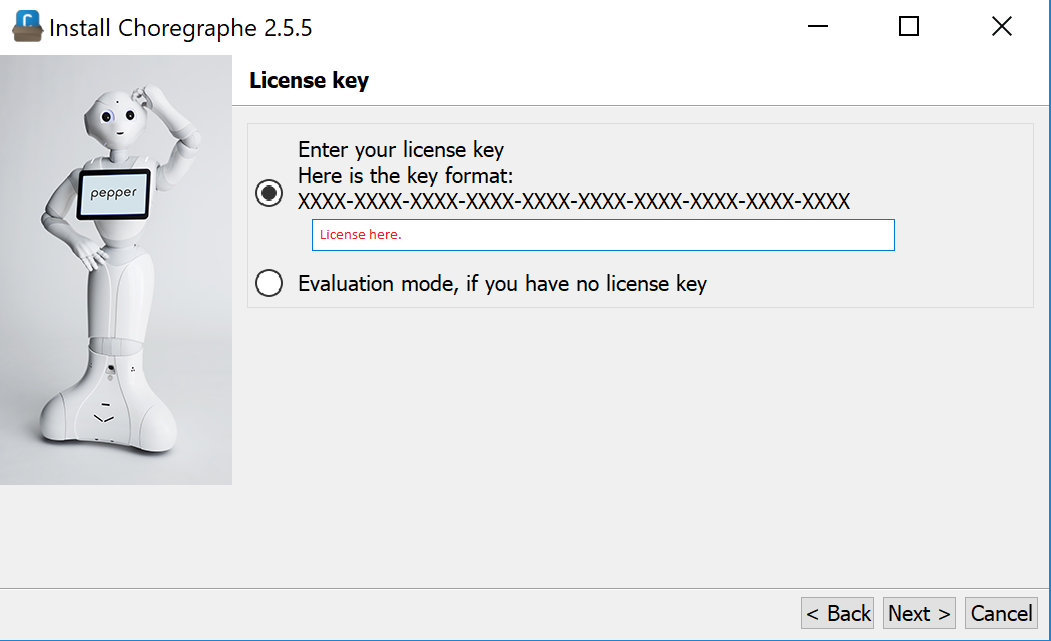 Install Choregraphe 2.5.5
License key
pepper
Enter your license key
Here is the key format:
XXXX-XXXX-XXXX-XXXX-XXXX-XXXX-XXXX-XXXX-XXXX-XXXX
License here.
Evaluation mode, if you have no license key
< Back
Next >
Cancel